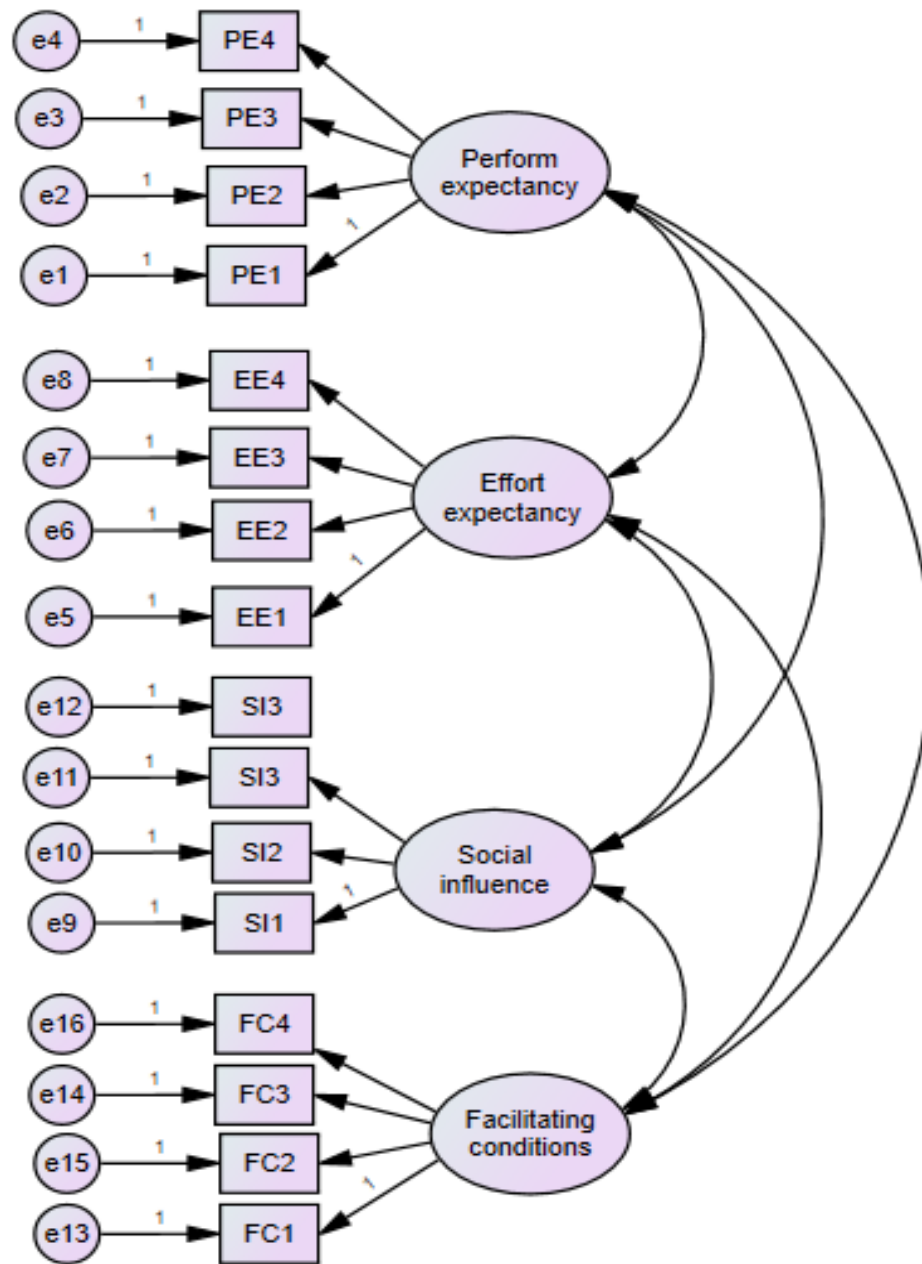 e4
1
PE4
e3
1
PE3
e2
1
PE2
e1
1
PE1
1
Perform
expectancy
e8
1
EE4
e7
1
EE3
e6
1
EE2
e5
1
EE1
1
Effort
expectancy
e12
1
SI3
e11
1
SI3
e10
1
SI2
e9
1
SI1
1
Social
influence
e16
1
FC4
e14
1
FC3
e15
1
FC2
e13
1
FC1
1
Facilitating
conditions